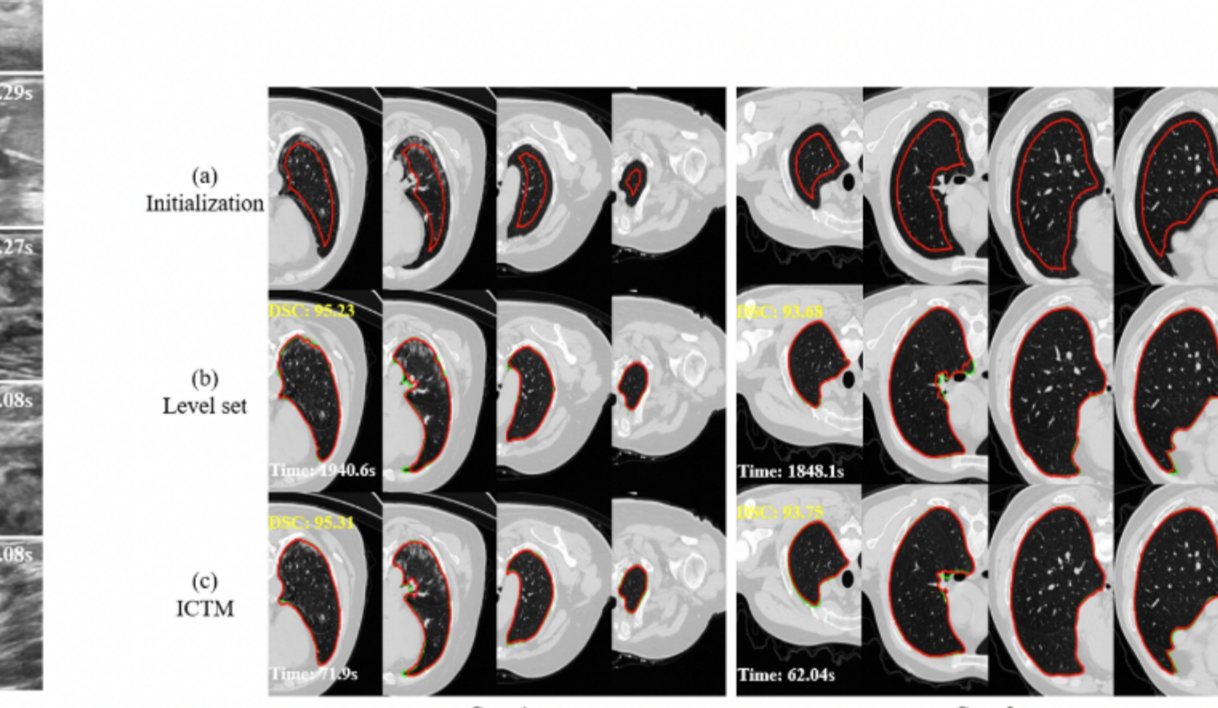 .29s
.27s
.08s
.08s
(a)
Initialization
(b)
Level set
DSC: 95.23
Time: 1940.6s
DSC: 93.68
Time: 1848.1s
(c)
ICTM
DSC: 95.31
Time: 71.9s
DSC: 93.75
Time: 62.04s